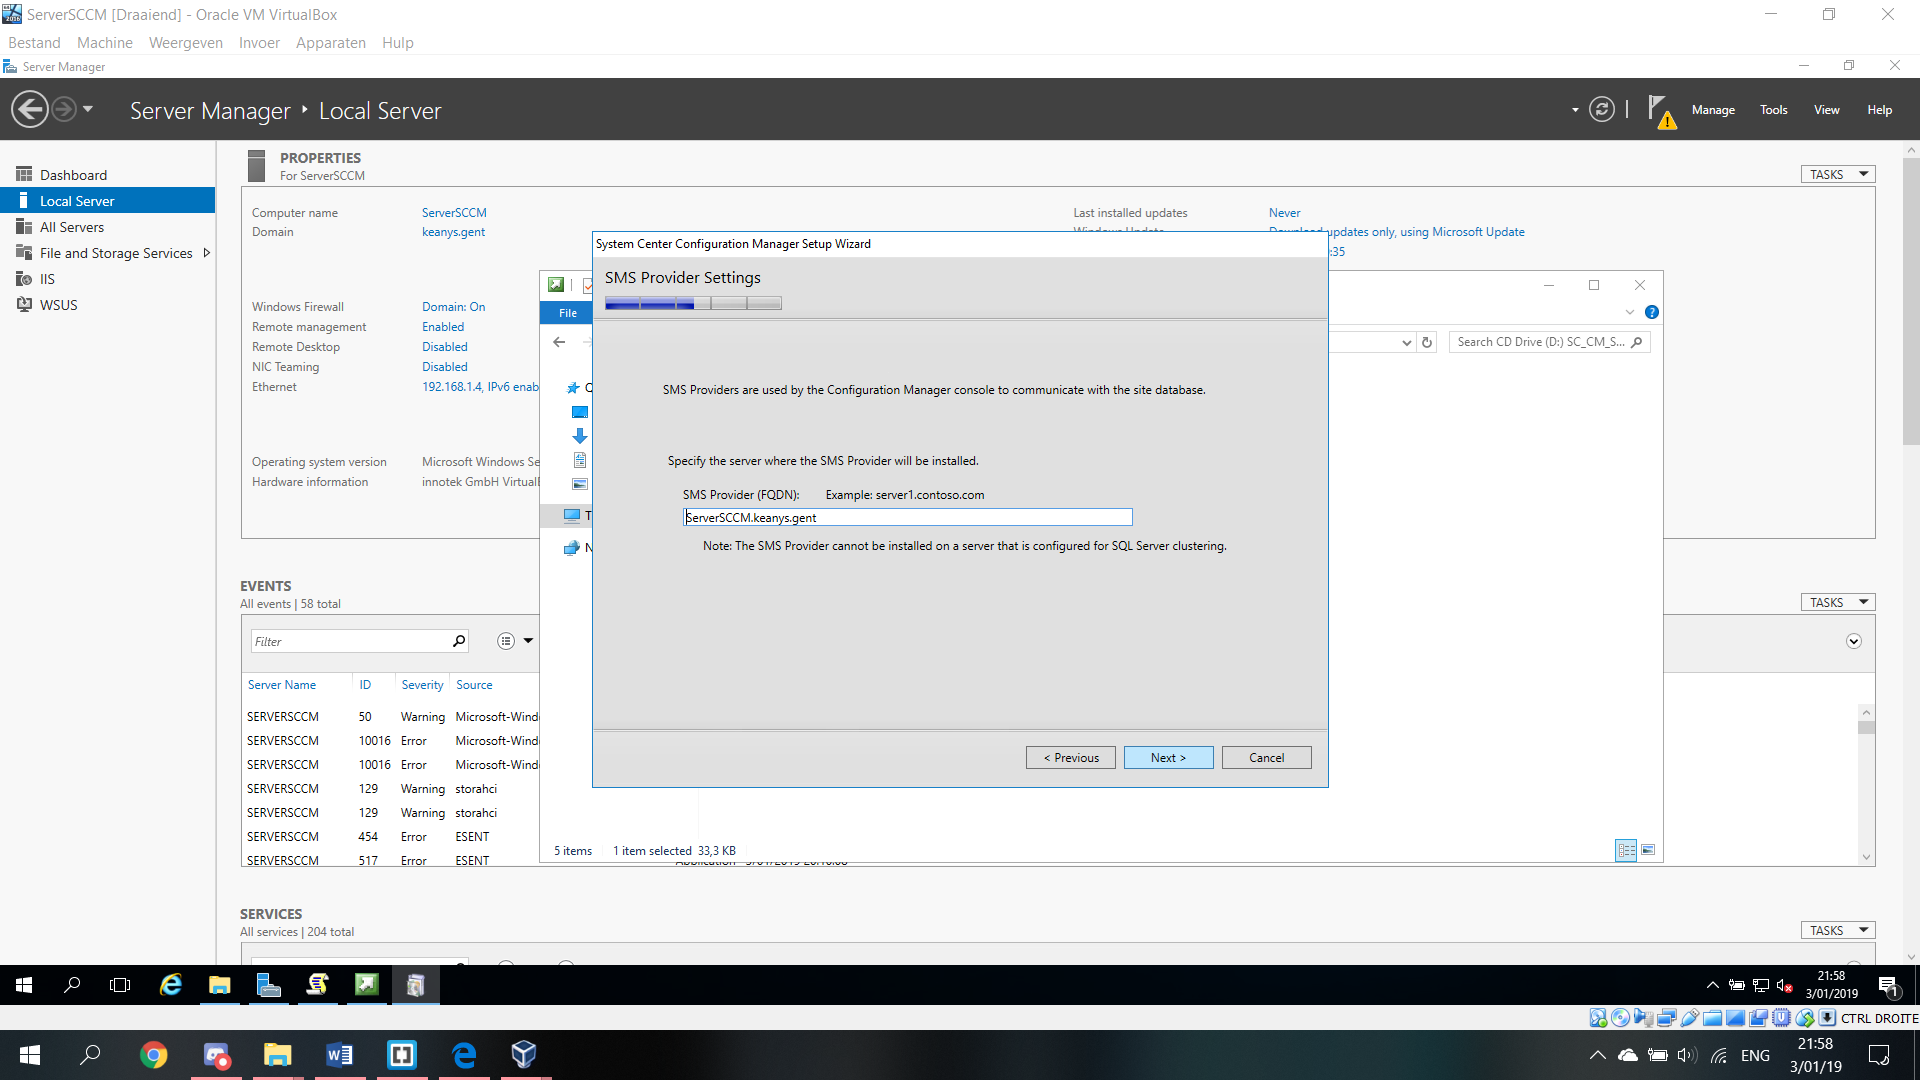 ServerSCCM [Draaiend] - Oracle VM VirtualBox
Bestand Machine Weergeven Invoer Apparaten Hulp
Server Manager
Server Manager Local Server
Manage Tools View Help
Dashboard
Local Server
All Servers
File and Storage Services
IIS
WSUS
PROPERTIES
For ServerSCCM
TASKS
Computer name ServerSCCM
Domain keanys.gent
Last installed updates Never
Windows Update Download updates only, using Microsoft Update
:35
Windows Firewall Domain: On
Remote management Enabled
Remote Desktop Disabled
NIC Teaming Disabled
Ethernet 192.168.1.4, IPv6 enab
Operating system version Microsoft Windows Se
Hardware information innotek GmbH Virtual
File
Search CD Drive (D:) SC_CM_S...
5 items 1 item selected 33,3 KB
System Center Configuration Manager Setup Wizard
SMS Provider Settings
SMS Providers are used by the Configuration Manager console to communicate with the site database.
Specify the server where the SMS Provider will be installed.
SMS Provider (FQDN): Example: server1.contoso.com
ServerSCCM.keanys.gent
Note: The SMS Provider cannot be installed on a server that is configured for SQL Server clustering.
< Previous Next > Cancel
EVENTS
All events | 58 total
TASKS
Filter
Server Name ID Severity Source
SERVERSCCM 50 Warning Microsoft-Wind
SERVERSCCM 10016 Error Microsoft-Wind
SERVERSCCM 10016 Error Microsoft-Wind
SERVERSCCM 129 Warning storahci
SERVERSCCM 129 Warning storahci
SERVERSCCM 454 Error ESENT
SERVERSCCM 517 Error ESENT
SERVICES
All services | 204 total
TASKS
21:58
3/01/2019
1
CTRL DROITE
ENG
21:58
3/01/19